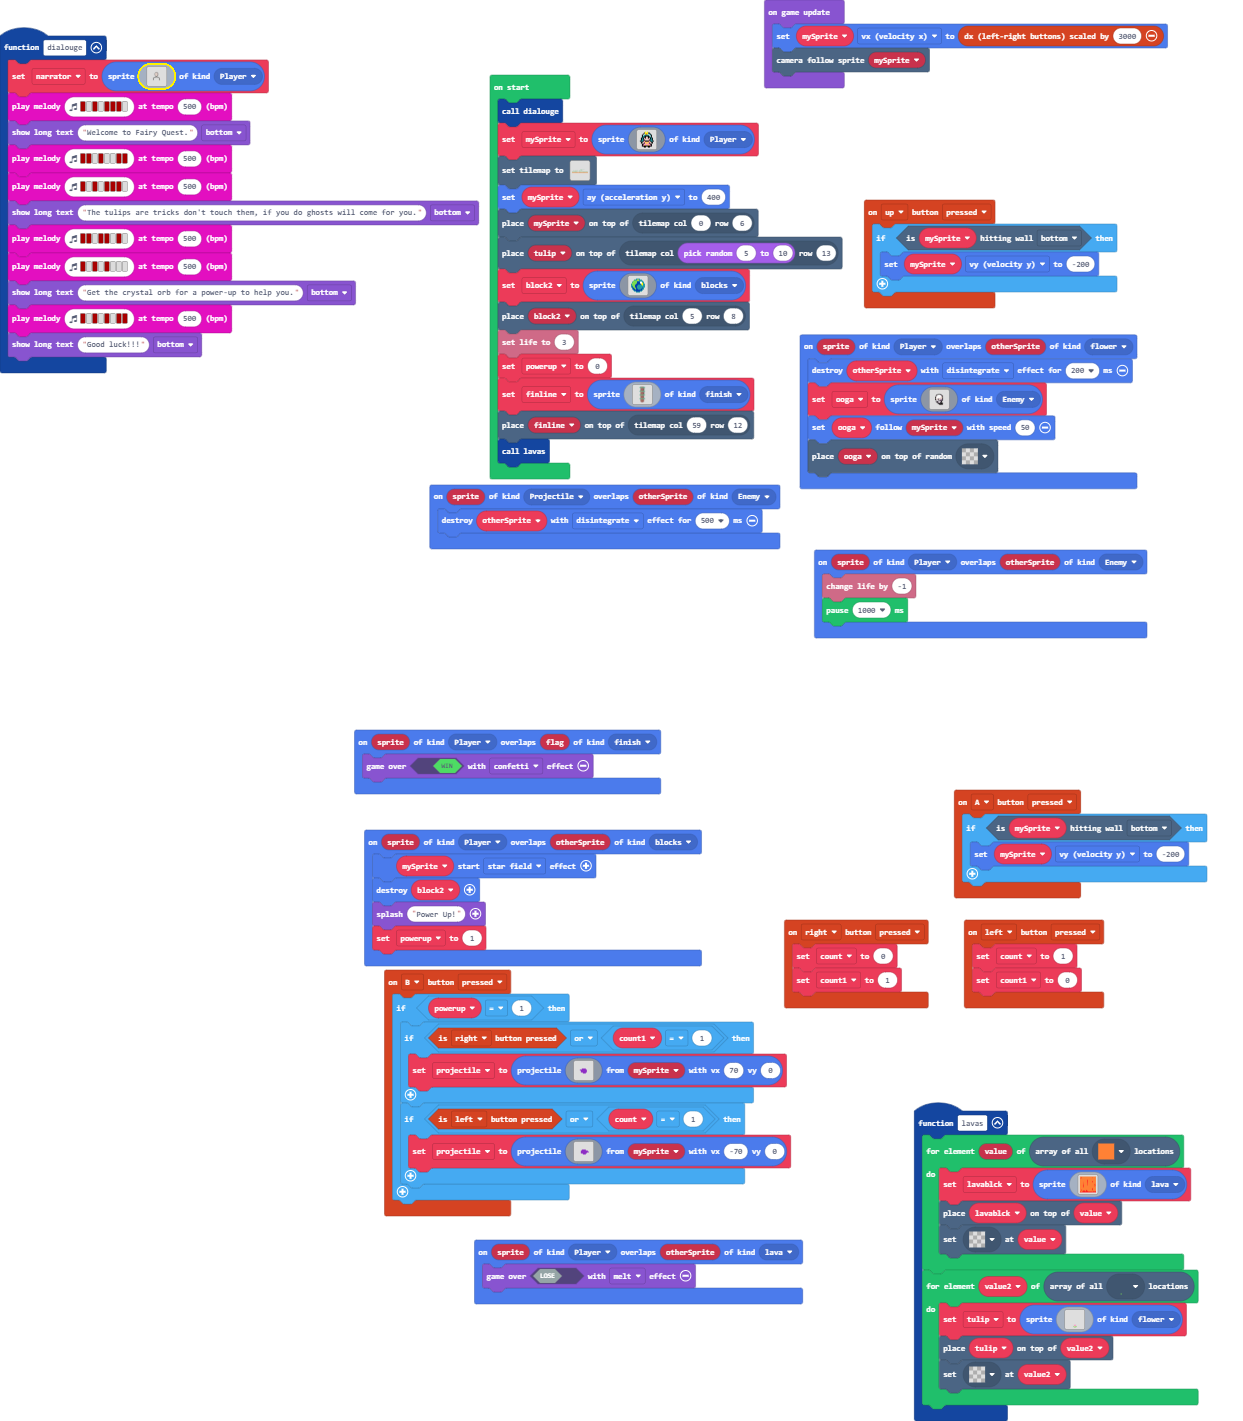 function dialouge
set narrator to sprite of kind Player
play melody at tempo 500 (bpm)
show long text "Welcome to Fairy Quest." bottom
play melody at tempo 500 (bpm)
play melody at tempo 500 (bpm)
show long text "The tulips are tricks don't touch them, if you do ghosts will come for you." bottom
play melody at tempo 500 (bpm)
play melody at tempo 500 (bpm)
show long text "Get the crystal orb for a power-up to help you." bottom
play melody at tempo 500 (bpm)
show long text "Good luck!!!" bottom
on start
call dialouge
set mySprite to sprite of kind Player
set tilemap to
set mySprite ay (acceleration y) to 400
place mySprite on top of tilemap col 0 row 6
place tulip on top of tilemap col pick random 5 to 10 row 13
set block2 to sprite of kind blocks
place block2 on top of tilemap col 5 row 8
set life to 3
set powerup to 0
set finline to sprite of kind finish
place finline on top of tilemap col 59 row 12
call lavas
on game update
set mySprite vx (velocity x) to dx (left-right buttons) scaled by 3000
camera follow sprite mySprite
on up button pressed
if is mySprite hitting wall bottom then
set mySprite vy (velocity y) to -200
on sprite of kind Player overlaps otherSprite of kind flower
destroy otherSprite with disintegrate effect for 200 ms
set ooga to sprite of kind Enemy
set ooga follow mySprite with speed 50
place ooga on top of random
on sprite of kind Projectile overlaps otherSprite of kind Enemy
destroy otherSprite with disintegrate effect for 500 ms
on sprite of kind Player overlaps otherSprite of kind Enemy
change life by -1
pause 1000 ms
on sprite of kind Player overlaps flag of kind finish
game over WIN with confetti effect
on sprite of kind Player overlaps otherSprite of kind blocks
mySprite start star field effect
destroy block2
splash "Power Up!"
set powerup to 1
on A button pressed
if is mySprite hitting wall bottom then
set mySprite vy (velocity y) to -200
on right button pressed
set count to 0
set count1 to 1
on left button pressed
set count to 1
set count1 to 0
on B button pressed
if powerup = 1 then
if is right button pressed or count1 = 1 then
set projectile to projectile from mySprite with vx 70 vy 0
if is left button pressed or count = 1 then
set projectile to projectile from mySprite with vx -70 vy 0
on sprite of kind Player overlaps otherSprite of kind lava
game over LOSE with melt effect
function lavas
for element value of array of all locations
do
set lavablck to sprite of kind lava
place lavablck on top of value
set at value
for element value2 of array of all locations
do
set tulip to sprite of kind flower
place tulip on top of value2
set at value2